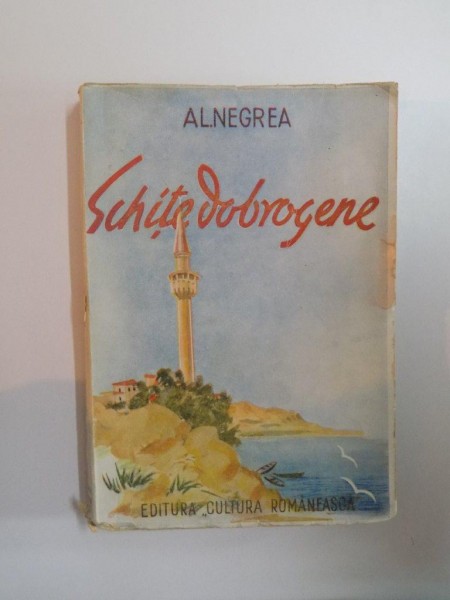 AL.NEGREA
Schițe dobrogene
EDITURA „CULTURA ROMÂNEASCĂ"